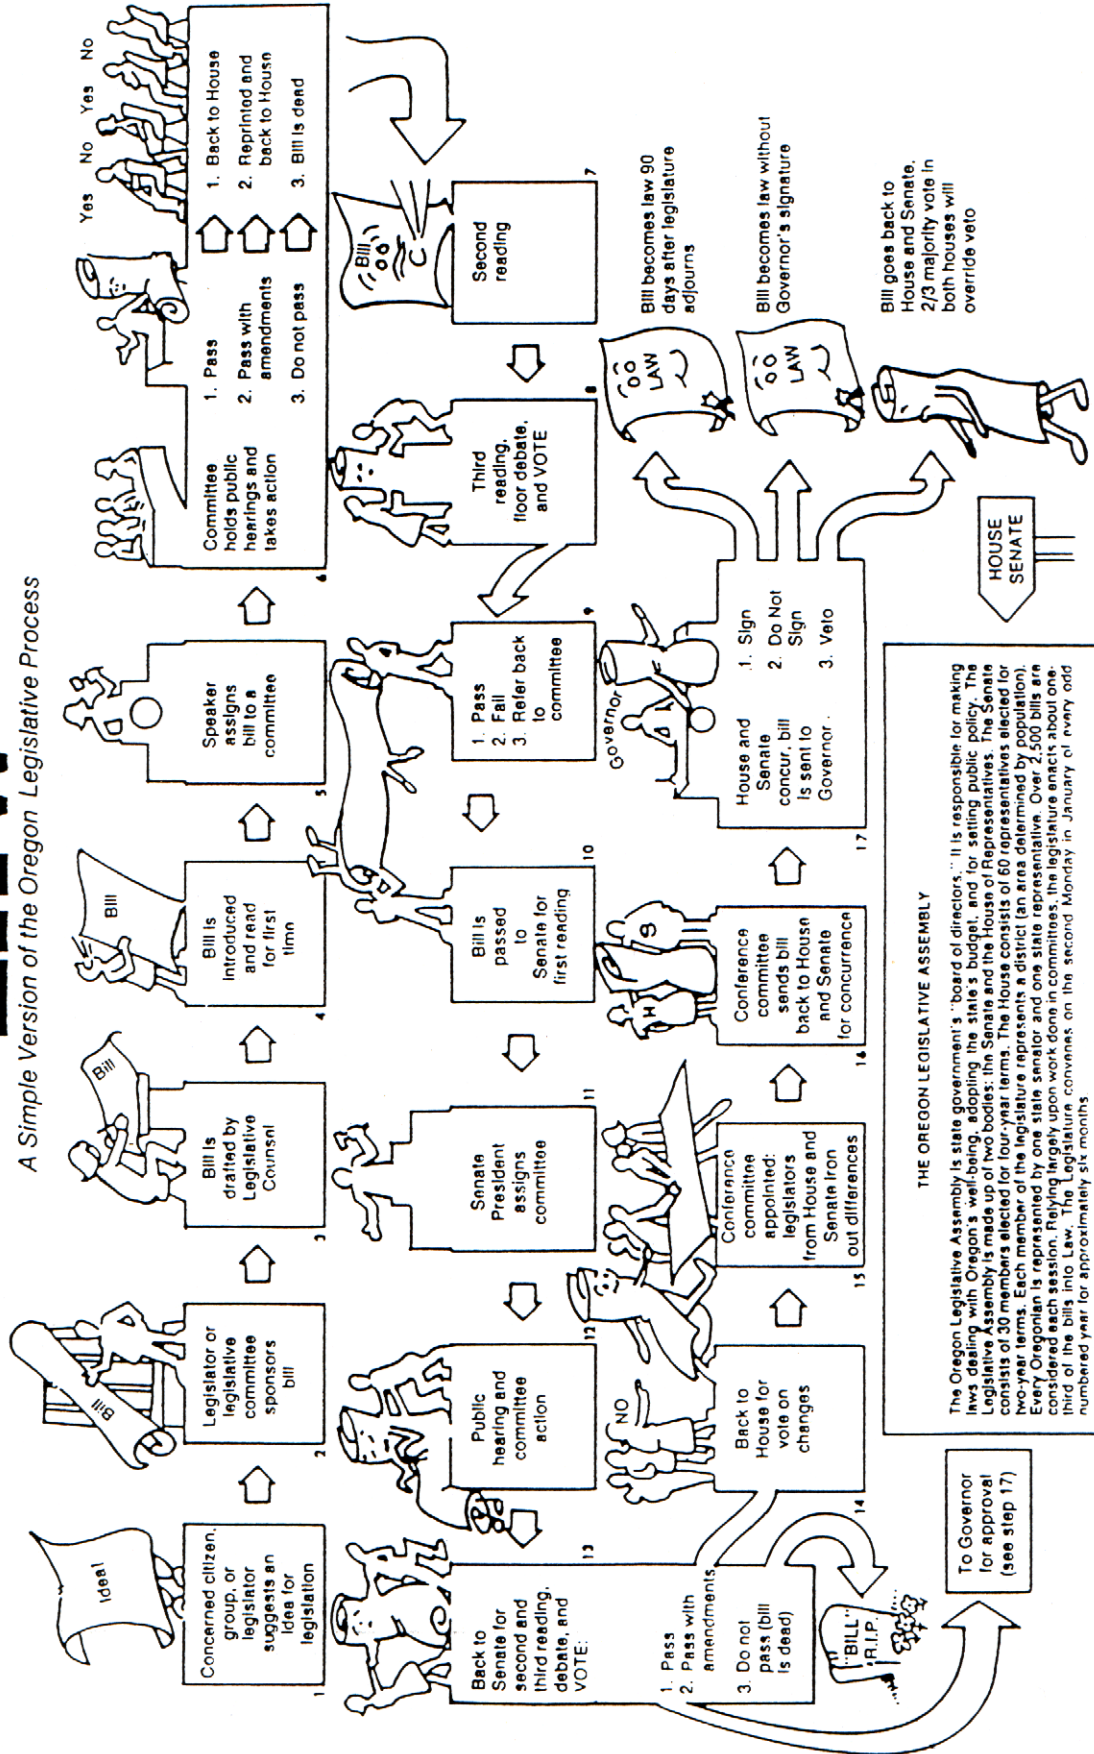 A Simple Version of the Oregon Legislative Process
Idea!
Concerned citizen,
group, or
legislator
suggests an
idea for
legislation
1
Bill
Legislator or
legislative
committee
sponsors
bill
2
Bill
Bill is
drafted by
Legislative
Counsel
3
Bill
Bill is
introduced
and read
for first
time
4
Speaker
assigns
bill to a
committee
5
Committee
holds public
hearings and
takes action
1. Pass
2. Pass with
amendments
3. Do not pass
Yes No Yes No
1. Back to House
2. Reprinted and
back to House
3. Bill is dead
6
Bill
Second
reading
7
Third
reading,
floor debate,
and VOTE
8
1. Pass
2. Fail
3. Refer back
to
committee
9
Bill is
passed
to
Senate for
first reading
10
Senate
President
assigns
committee
11
Public
hearing and
committee
action
12
Back to
Senate for
second and
third reading,
debate, and
VOTE:
1. Pass
2. Pass with
amendments
3. Do not
pass (bill
is dead)
13
"BILL"
R.I.P.
To Governor
for approval
(see step 17)
NO
Back to
House for
vote on
changes
14
Conference
committee
appointed:
legislators
from House and
Senate iron
out differences
15
H
S
Conference
committee
sends bill
back to House
and Senate
for concurrence
16
Governor
House and
Senate
concur, bill
is sent to
Governor.
1. Sign
2. Do Not
Sign
3. Veto
17
LAW
Bill becomes law 90
days after legislature
adjourns
LAW
Bill becomes law without
Governor's signature
Bill goes back to
House and Senate.
2/3 majority vote in
both houses will
override veto
HOUSE
SENATE
THE OREGON LEGISLATIVE ASSEMBLY
The Oregon Legislative Assembly is state government's "board of directors." It is responsible for making
laws dealing with Oregon's well-being, adopting the state's budget, and for setting public policy. The
Legislative Assembly is made up of two bodies: the Senate and the House of Representatives. The Senate
consists of 30 members elected for four-year terms. The House consists of 60 representatives elected for
two-year terms. Each member of the legislature represents a district (an area determined by population).
Every Oregonian is represented by one state senator and one state representative. Over 2,500 bills are
considered each session. Relying largely upon work done in committees, the legislature enacts about one-
third of the bills into Law. The Legislature convenes on the second Monday in January of every odd
numbered year for approximately six months